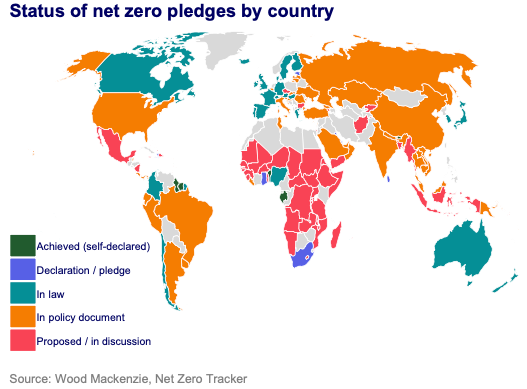 Status of net zero pledges by country
Achieved (self-declared)
Declaration / pledge
In law
In policy document
Proposed / in discussion
Source: Wood Mackenzie, Net Zero Tracker